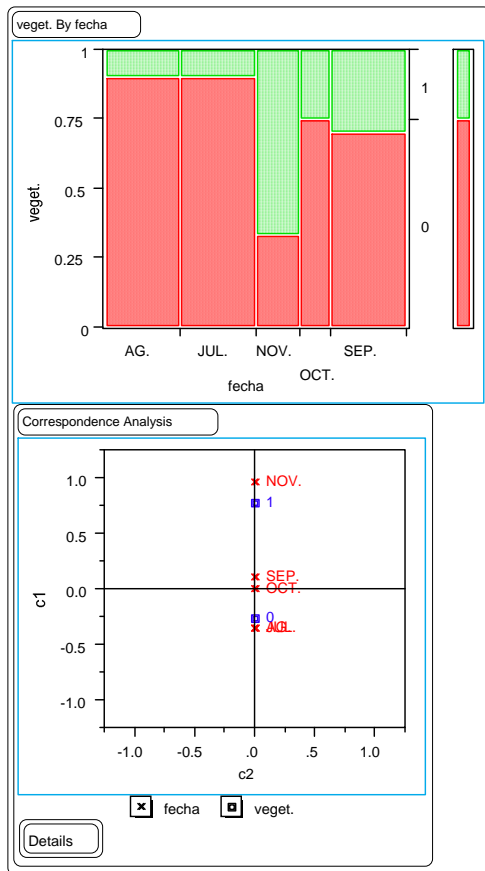 veget. By fecha
1
0.75
0.5
0.25
0
veget.
1
0
AG. JUL. NOV. SEP.
OCT.
fecha
Correspondence Analysis
1.0
0.5
0.0
-0.5
-1.0
c1
NOV.
1
SEP.
OCT.
0
AG. JUL.
-1.0 -0.5 .0 .5 1.0
c2
fecha veget.
Details